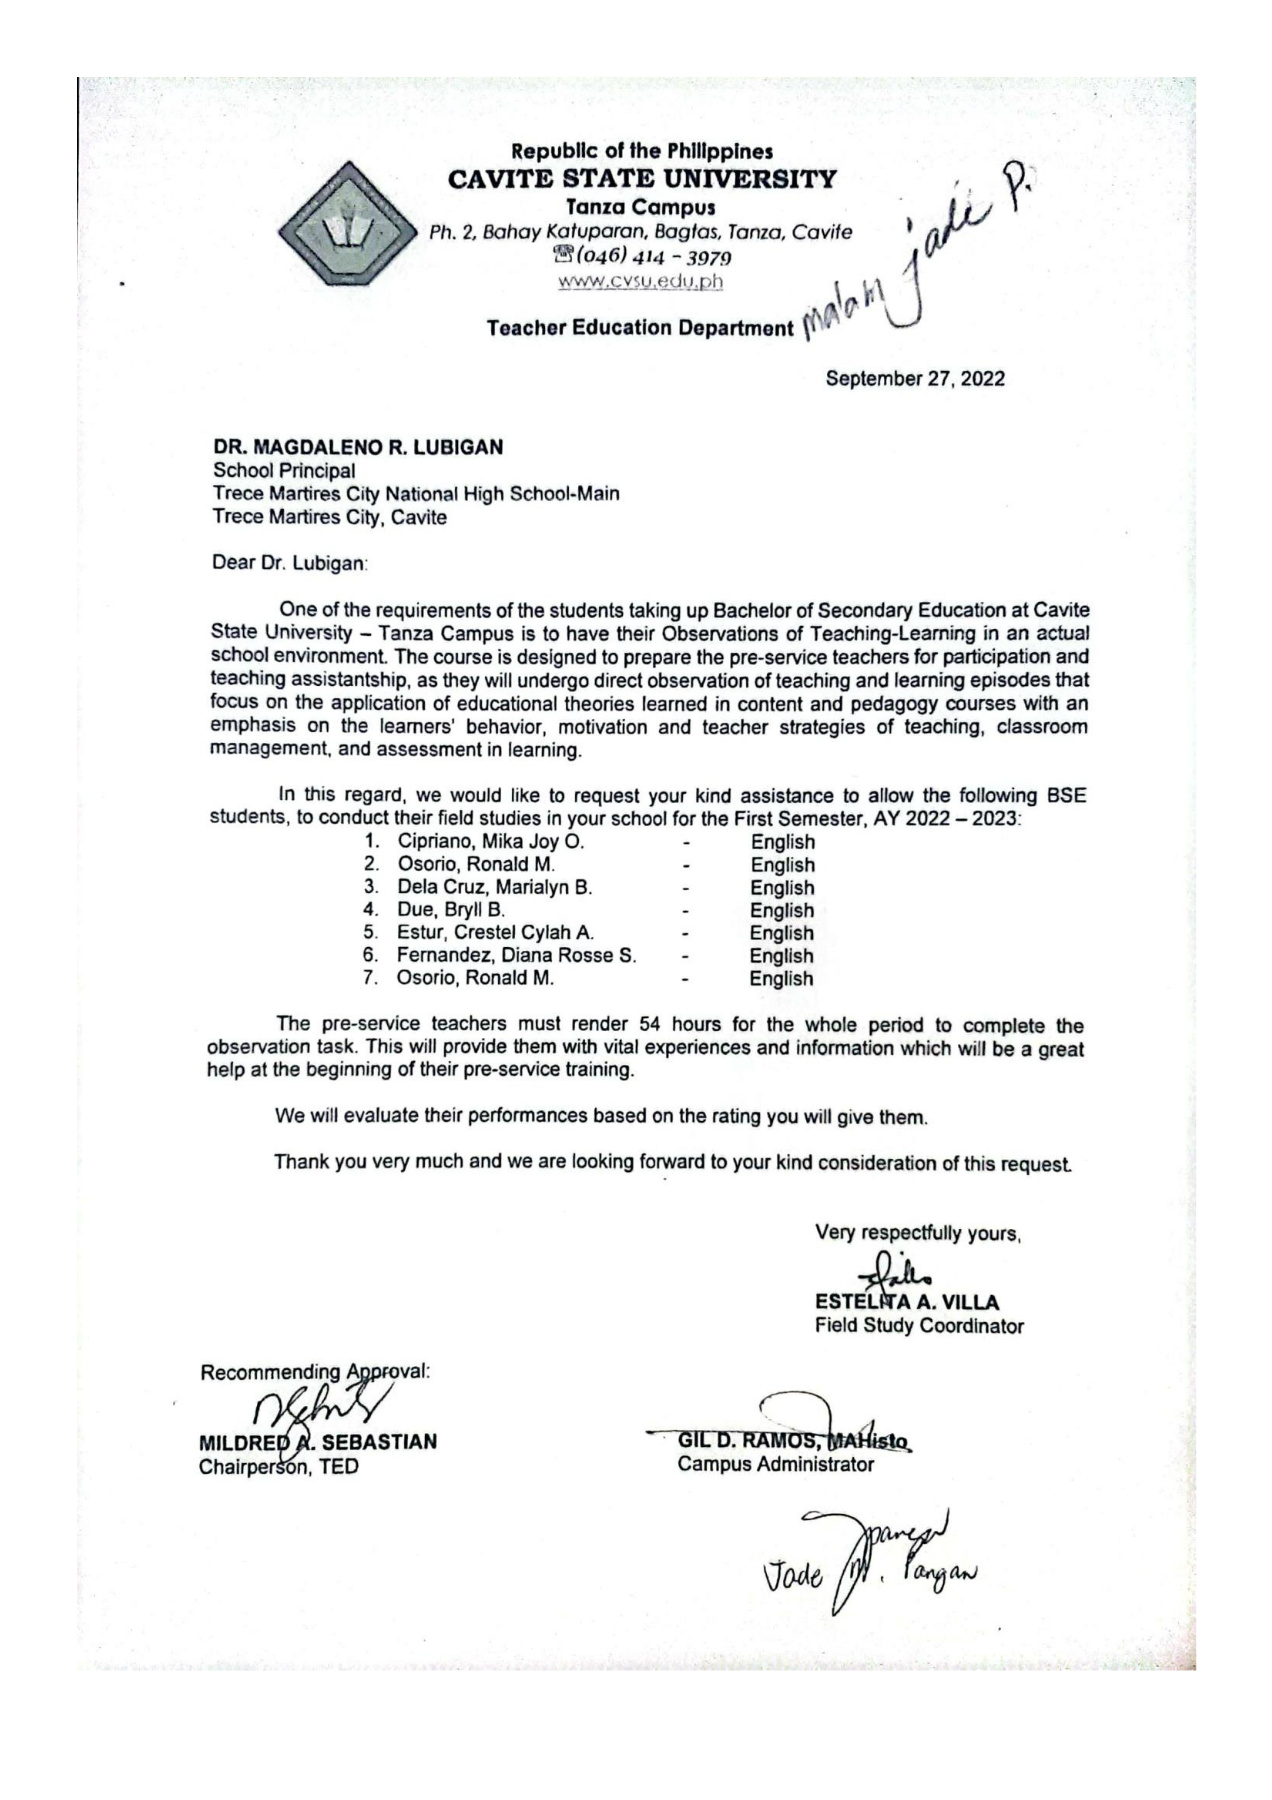 Republic of the Philippines
CAVITE STATE UNIVERSITY
Tanza Campus
Ph. 2, Bahay Katuparan, Bagtas, Tanza, Cavite
☏(046) 414 - 3979
www.cvsu.edu.ph
Teacher Education Department
jade P.
September 27, 2022
DR. MAGDALENO R. LUBIGAN
School Principal
Trece Martires City National High School-Main
Trece Martires City, Cavite
Dear Dr. Lubigan:
One of the requirements of the students taking up Bachelor of Secondary Education at Cavite
State University – Tanza Campus is to have their Observations of Teaching-Learning in an actual
school environment. The course is designed to prepare the pre-service teachers for participation and
teaching assistantship, as they will undergo direct observation of teaching and learning episodes that
focus on the application of educational theories learned in content and pedagogy courses with an
emphasis on the learners' behavior, motivation and teacher strategies of teaching, classroom
management, and assessment in learning.
In this regard, we would like to request your kind assistance to allow the following BSE
students, to conduct their field studies in your school for the First Semester, AY 2022 – 2023:
1. Cipriano, Mika Joy O. - English
2. Osorio, Ronald M. - English
3. Dela Cruz, Marialyn B. - English
4. Due, Bryll B. - English
5. Estur, Crestel Cylah A. - English
6. Fernandez, Diana Rosse S. - English
7. Osorio, Ronald M. - English
The pre-service teachers must render 54 hours for the whole period to complete the
observation task. This will provide them with vital experiences and information which will be a great
help at the beginning of their pre-service training.
We will evaluate their performances based on the rating you will give them.
Thank you very much and we are looking forward to your kind consideration of this request.
Very respectfully yours,
ESTELITA A. VILLA
Field Study Coordinator
Recommending Approval:
MILDRED A. SEBASTIAN
Chairperson, TED
GIL D. RAMOS, MAHisto
Campus Administrator
Jade M. Pangan